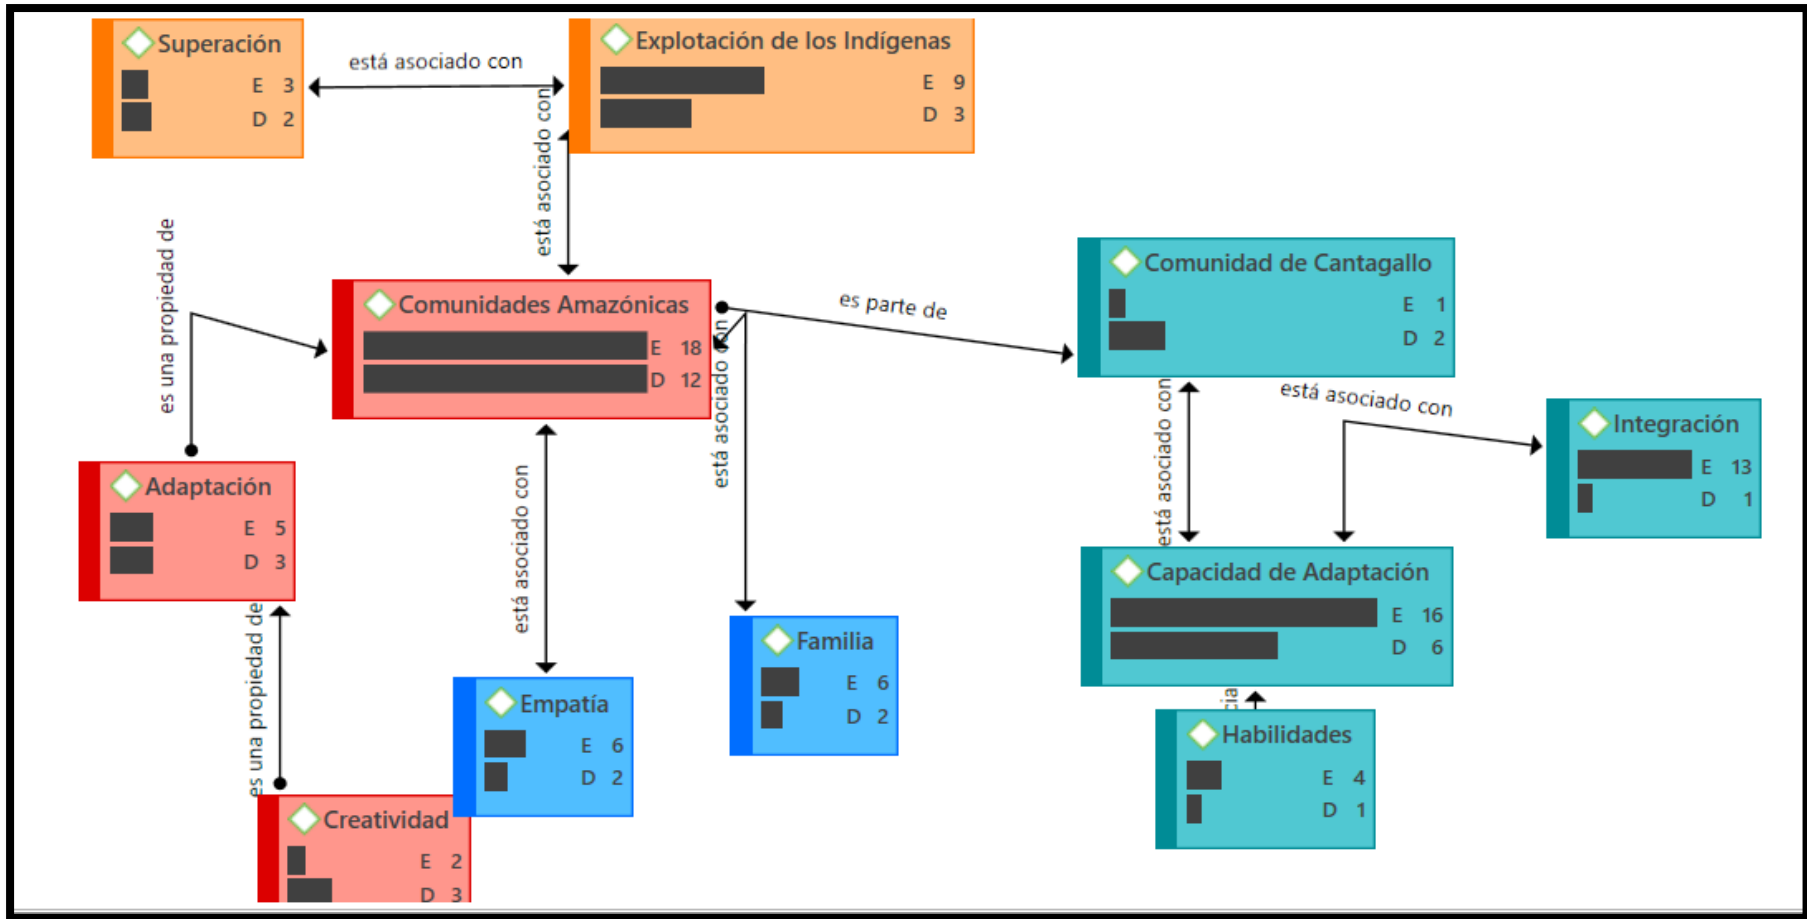 Superación
E 3
D 2
está asociado con
Explotación de los Indígenas
E 9
D 3
está asociado con
es una propiedad de
Comunidades Amazónicas
E 18
D 12
es parte de
está asociado con
Comunidad de Cantagallo
E 1
D 2
está asociado con
está asociado con
Integración
E 13
D 1
Adaptación
E 5
D 3
está asociado con
Capacidad de Adaptación
E 16
D 6
es una propiedad de
Familia
E 6
D 2
Empatía
E 6
D 2
cia
Habilidades
E 4
D 1
Creatividad
E 2
D 3